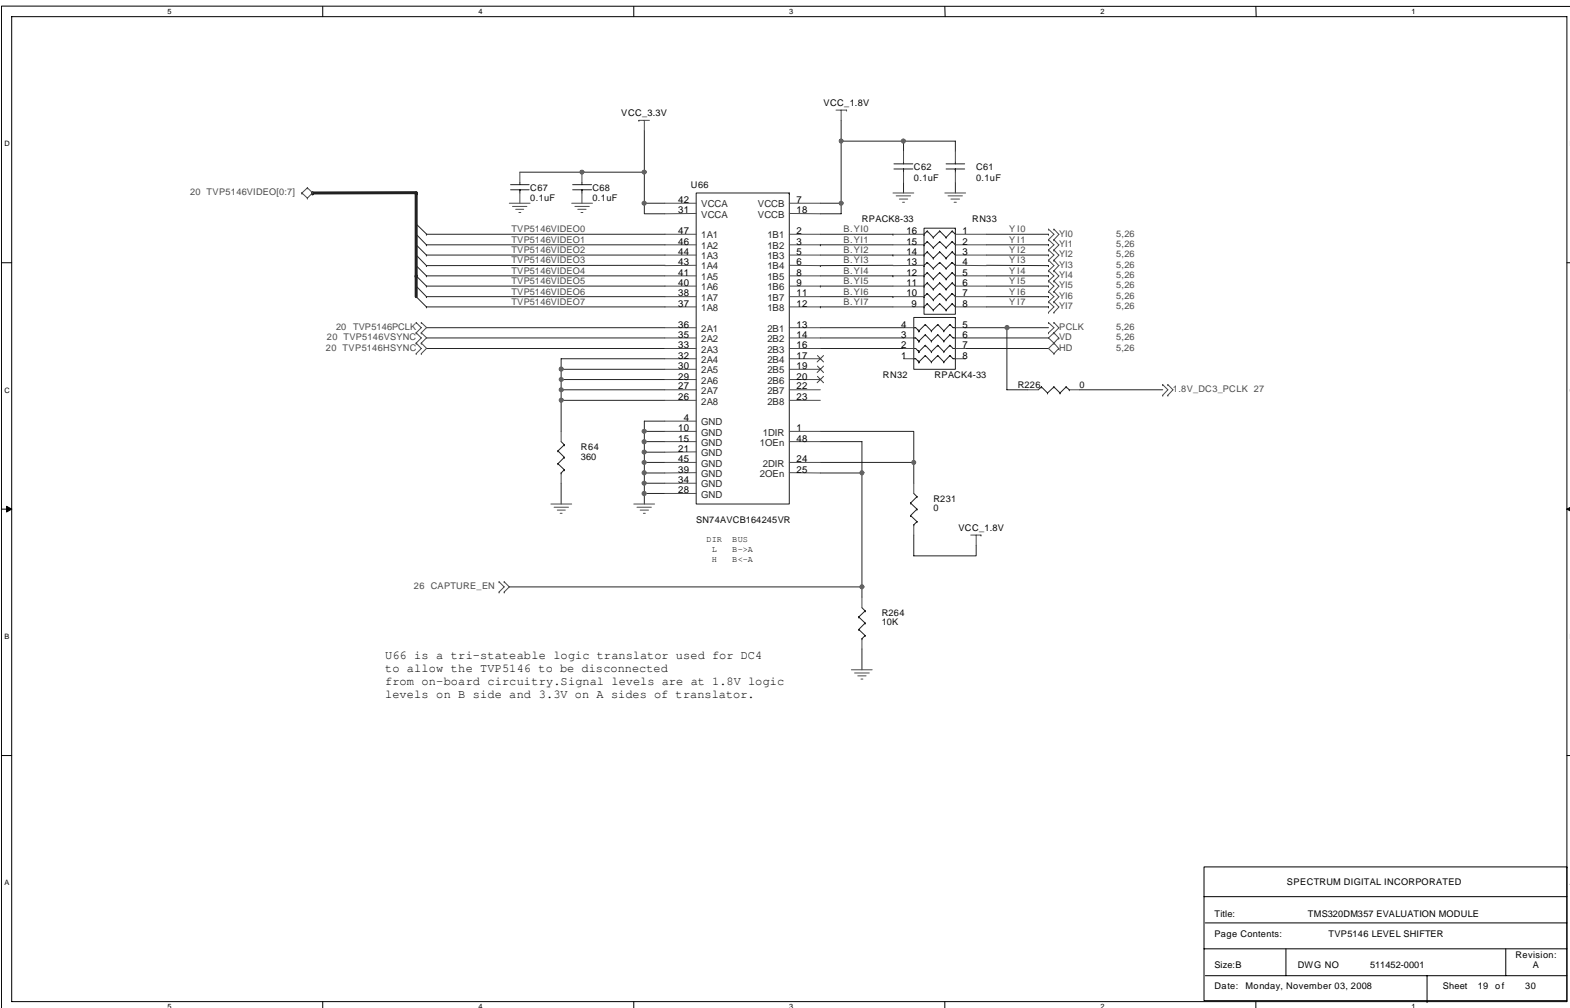 5 4 3 2 1
D
C
B
A
VCC_3.3V
VCC_1.8V
C67
0.1uF
C68
0.1uF
C62
0.1uF
C61
0.1uF
20 TVP5146VIDEO[0:7]
U66
42 VCCA VCCB 7
31 VCCA VCCB 18
RPACK8-33 RN33
TVP5146VIDEO0 47 1A1 1B1 2 B.YI0 16 1 YI0 YI0 5,26
TVP5146VIDEO1 46 1A2 1B2 3 B.YI1 15 2 YI1 YI1 5,26
TVP5146VIDEO2 44 1A3 1B3 5 B.YI2 14 3 YI2 YI2 5,26
TVP5146VIDEO3 43 1A4 1B4 6 B.YI3 13 4 YI3 YI3 5,26
TVP5146VIDEO4 41 1A5 1B5 8 B.YI4 12 5 YI4 YI4 5,26
TVP5146VIDEO5 40 1A6 1B6 9 B.YI5 11 6 YI5 YI5 5,26
TVP5146VIDEO6 38 1A7 1B7 11 B.YI6 10 7 YI6 YI6 5,26
TVP5146VIDEO7 37 1A8 1B8 12 B.YI7 9 8 YI7 YI7 5,26
20 TVP5146PCLK 36 2A1 2B1 13 4 5 PCLK 5,26
20 TVP5146VSYNC 35 2A2 2B2 14 3 6 VD 5,26
20 TVP5146HSYNC 33 2A3 2B3 16 2 7 HD 5,26
32 2A4 2B4 17 1 8
30 2A5 2B5 19
29 2A6 2B6 20
27 2A7 2B7 22
26 2A8 2B8 23
RN32 RPACK4-33
R226 0 1.8V_DC3_PCLK 27
4 GND
10 GND
15 GND
21 GND
45 GND
39 GND
34 GND
28 GND
1DIR 1
1OEn 48
2DIR 24
2OEn 25
R64
360
R231
0
VCC_1.8V
SN74AVCB164245VR
DIR BUS
L B->A
H B<-A
26 CAPTURE_EN
R264
10K
U66 is a tri-stateable logic translator used for DC4
to allow the TVP5146 to be disconnected
from on-board circuitry.Signal levels are at 1.8V logic
levels on B side and 3.3V on A sides of translator.
SPECTRUM DIGITAL INCORPORATED
Title: TMS320DM357 EVALUATION MODULE
Page Contents: TVP5146 LEVEL SHIFTER
Size:B DWG NO 511452-0001 Revision: A
Date: Monday, November 03, 2008 Sheet 19 of 30
5 4 3 2 1